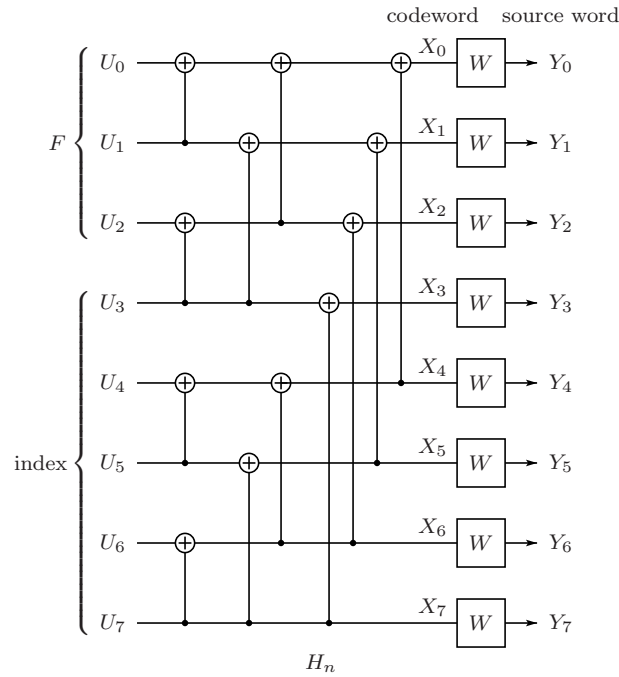 codeword source word
U₀ X₀ W Y₀
F
U₁ X₁ W Y₁
U₂ X₂ W Y₂
U₃ X₃ W Y₃
U₄ X₄ W Y₄
index
U₅ X₅ W Y₅
U₆ X₆ W Y₆
U₇ X₇ W Y₇
Hₙ